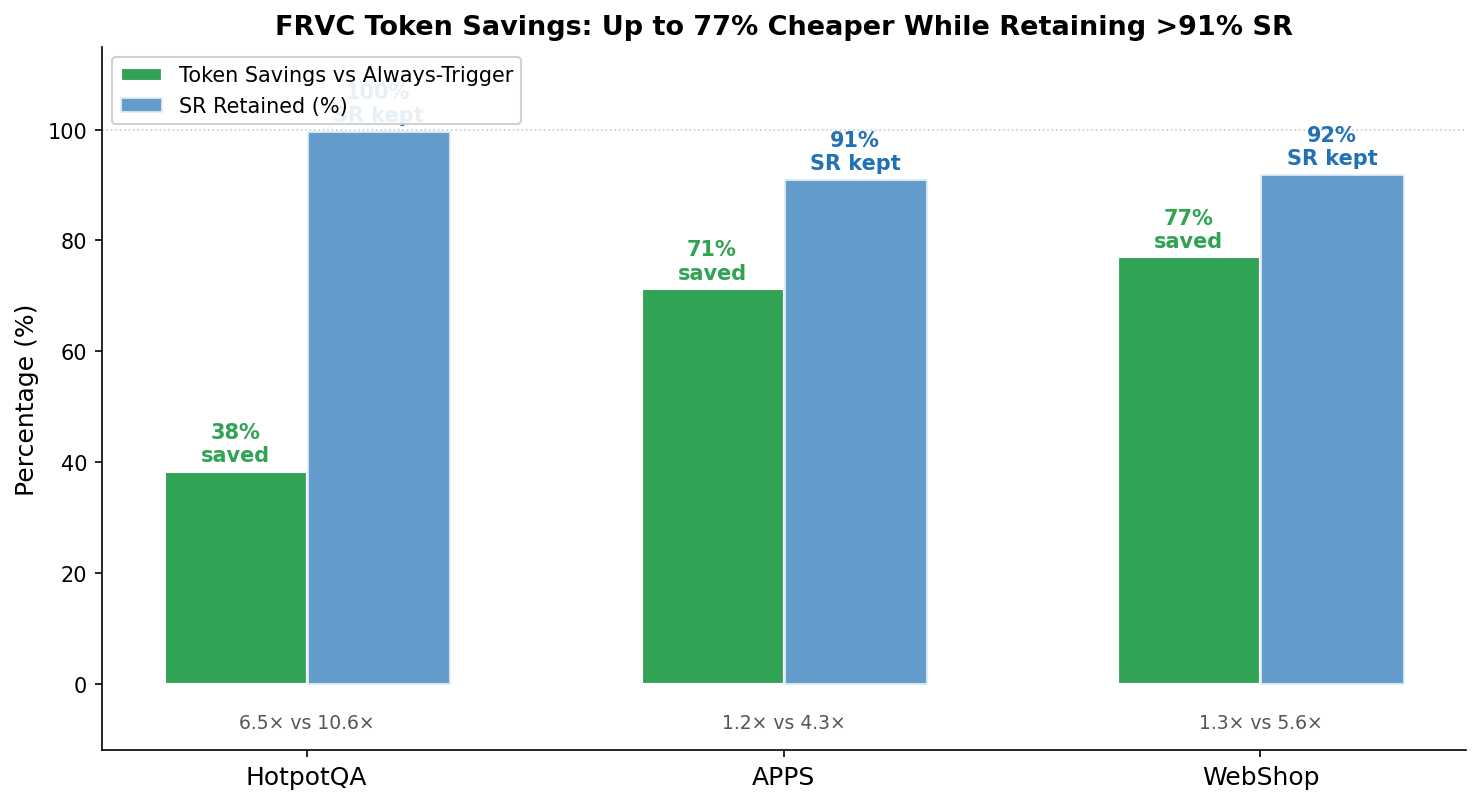 FRVC Token Savings: Up to 77% Cheaper While Retaining >91% SR
Token Savings vs Always-Trigger
SR Retained (%)
100%
SR kept
91%
SR kept
92%
SR kept
77%
saved
71%
saved
38%
saved
Percentage (%)
100
80
60
40
20
0
6.5× vs 10.6×
1.2× vs 4.3×
1.3× vs 5.6×
HotpotQA
APPS
WebShop